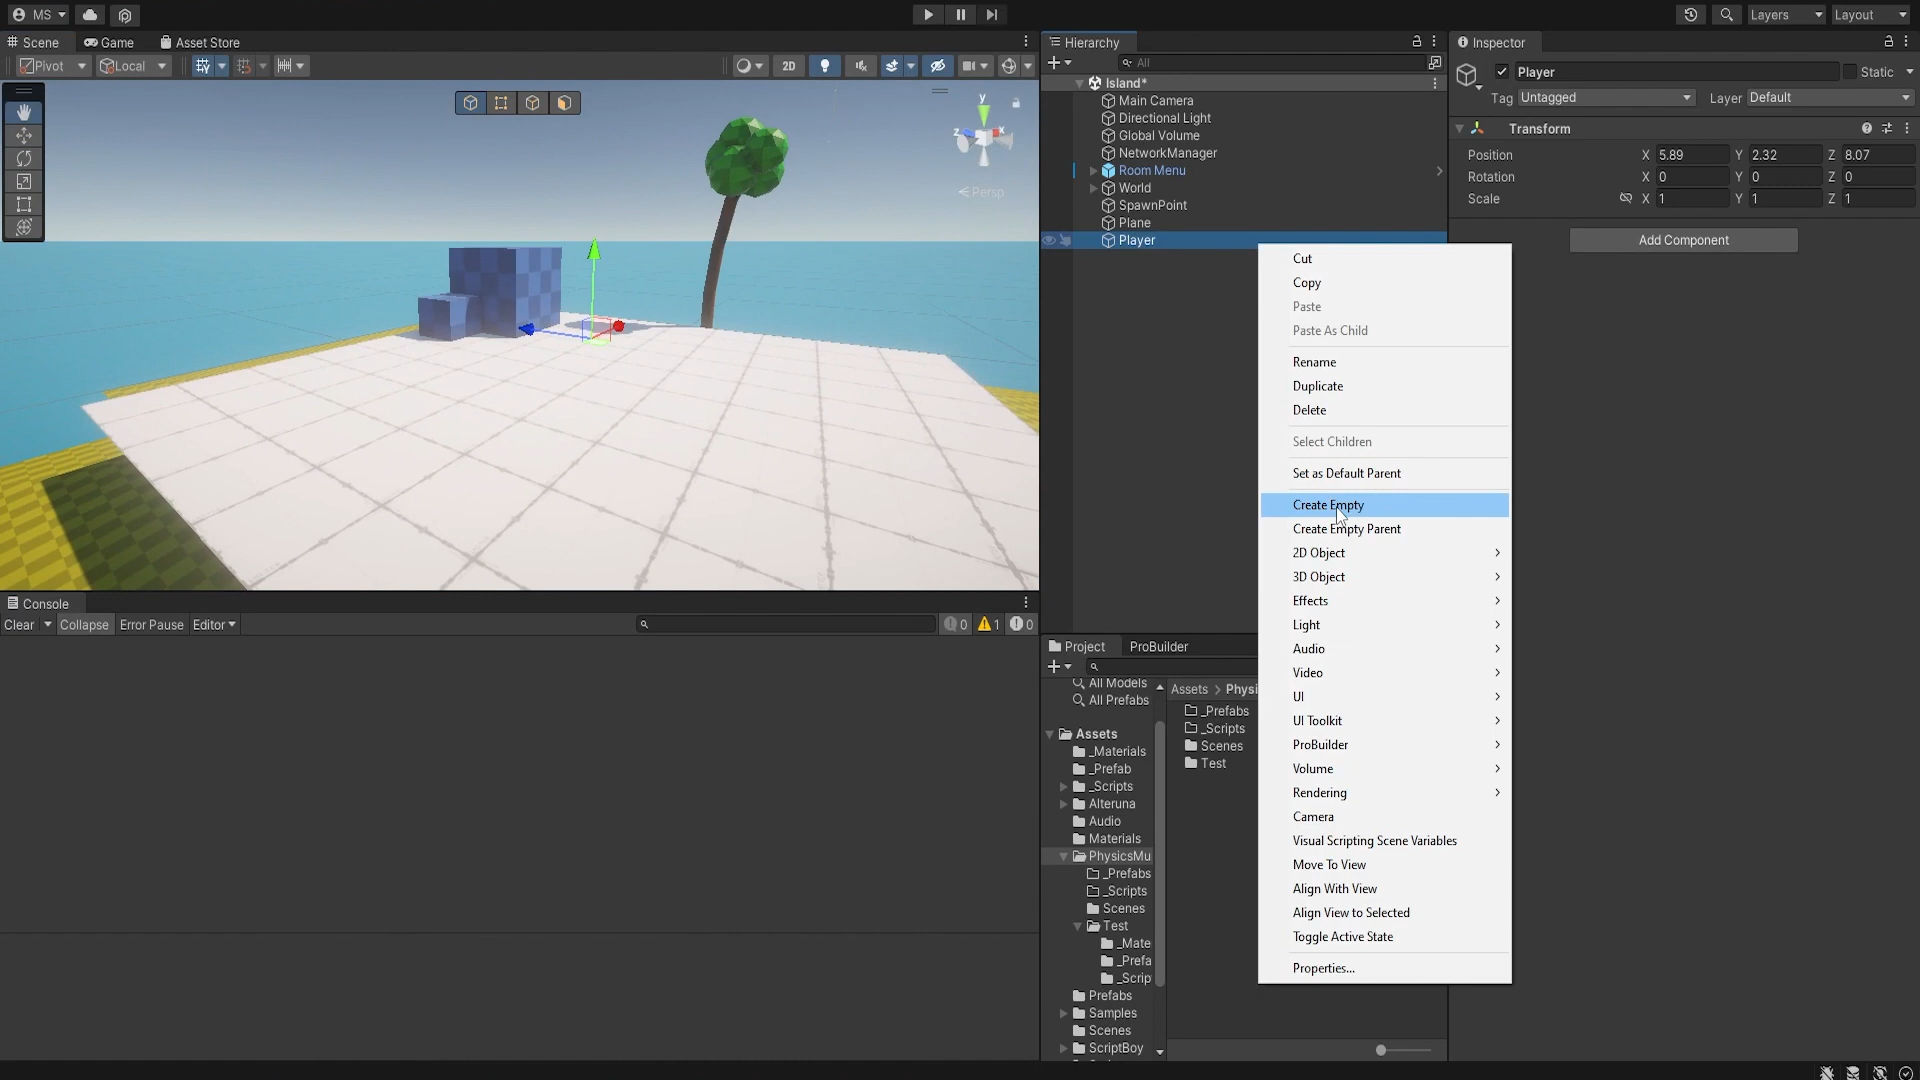 MS
Layers
Layout
Scene
Game
Asset Store
Pivot
Local
2D
y
z
x
Persp
Console
Clear
Collapse
Error Pause
Editor
0
1
0
Hierarchy
All
Island*
Main Camera
Directional Light
Global Volume
NetworkManager
Room Menu
World
SpawnPoint
Plane
Player
Cut
Copy
Paste
Paste As Child
Rename
Duplicate
Delete
Select Children
Set as Default Parent
Create Empty
Create Empty Parent
2D Object
3D Object
Effects
Light
Audio
Video
UI
UI Toolkit
ProBuilder
Volume
Rendering
Camera
Visual Scripting Scene Variables
Move To View
Align With View
Align View to Selected
Toggle Active State
Properties...
Project
ProBuilder
All Models
All Prefabs
Assets
_Materials
_Prefab
_Scripts
Alteruna
Audio
Materials
PhysicsMu
_Prefabs
_Scripts
Scenes
Test
_Mate
_Prefa
_Scrip
Prefabs
Samples
Scenes
ScriptBoy
Assets > Physi
_Prefabs
_Scripts
Scenes
Test
Inspector
Player
Static
Tag Untagged
Layer Default
Transform
Position X 5.89 Y 2.32 Z 8.07
Rotation X 0 Y 0 Z 0
Scale X 1 Y 1 Z 1
Add Component